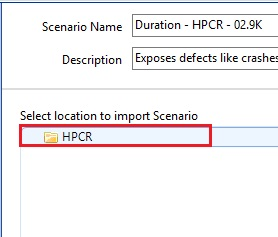 Scenario Name Duration - HPCR - 02.9K
Description Exposes defects like crashes
Select location to import Scenario
HPCR